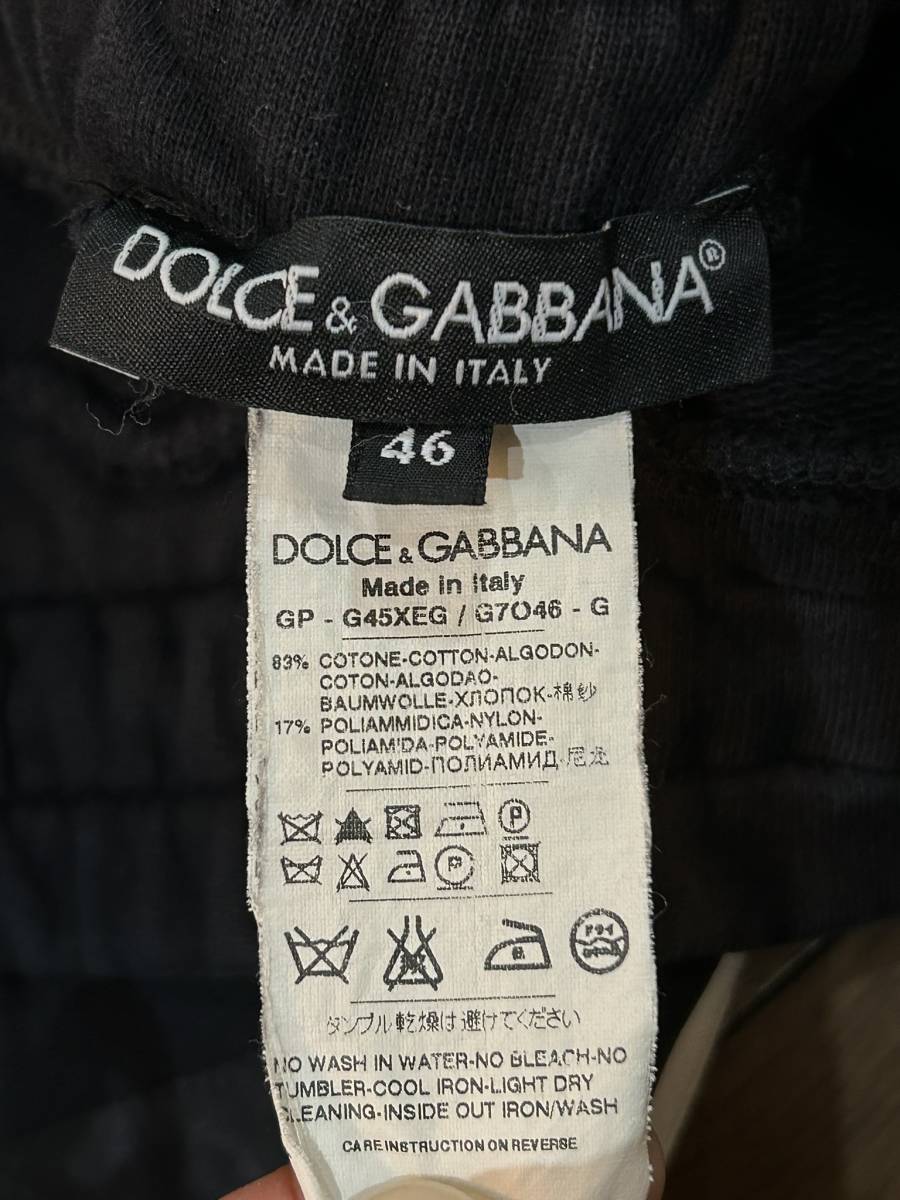 DOLCE & GABBANA®
MADE IN ITALY
46
DOLCE & GABBANA
Made in Italy
GP - G45XEG / G7O46 - G
83% COTONE-COTTON-ALGODON-
COTON-ALGODAO-
BAUMWOLLE-ХЛОПОК-棉纱
17% POLIAMMIDICA-NYLON-
POLIAMIDA-POLYAMIDE-
POLYAMID-ПОЛИАМИД-尼龙
P
P
タンブル乾燥は避けてください
NO WASH IN WATER-NO BLEACH-NO
TUMBLER-COOL IRON-LIGHT DRY
CLEANING-INSIDE OUT IRON/WASH
CARE INSTRUCTION ON REVERSE